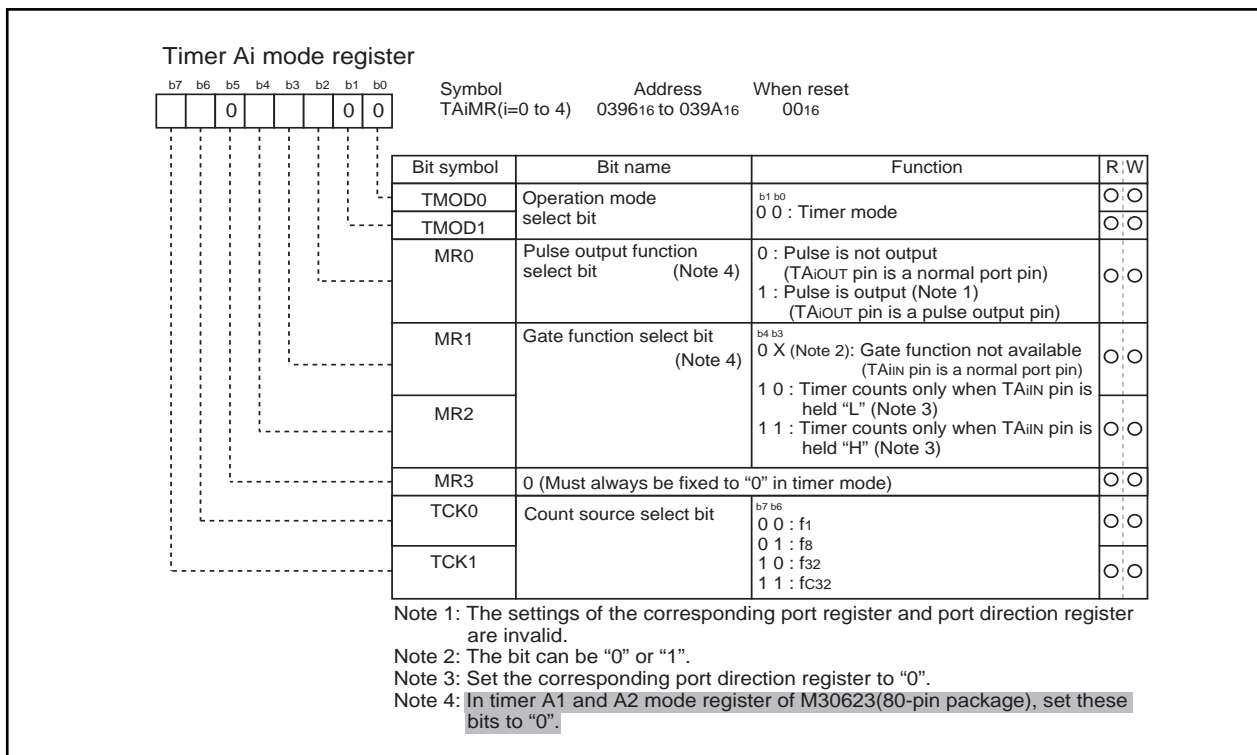 Timer Ai mode register
b7 b6 b5 b4 b3 b2 b1 b0
0 0 0
Symbol Address When reset
TAiMR(i=0 to 4) 039616 to 039A16 0016
Bit symbol Bit name Function R W
TMOD0 Operation mode b1 b0
select bit 0 0 : Timer mode
TMOD1
MR0 Pulse output function 0 : Pulse is not output
select bit (Note 4) (TAiOUT pin is a normal port pin)
1 : Pulse is output (Note 1)
(TAiOUT pin is a pulse output pin)
MR1 Gate function select bit b4 b3
(Note 4) 0 X (Note 2): Gate function not available
(TAiIN pin is a normal port pin)
1 0 : Timer counts only when TAiIN pin is
MR2 held “L” (Note 3)
1 1 : Timer counts only when TAiIN pin is
held “H” (Note 3)
MR3 0 (Must always be fixed to “0” in timer mode)
TCK0 Count source select bit b7 b6
0 0 : f1
0 1 : f8
TCK1 1 0 : f32
1 1 : fC32
Note 1: The settings of the corresponding port register and port direction register
are invalid.
Note 2: The bit can be “0” or “1”.
Note 3: Set the corresponding port direction register to “0”.
Note 4: In timer A1 and A2 mode register of M30623(80-pin package), set these
bits to “0”.